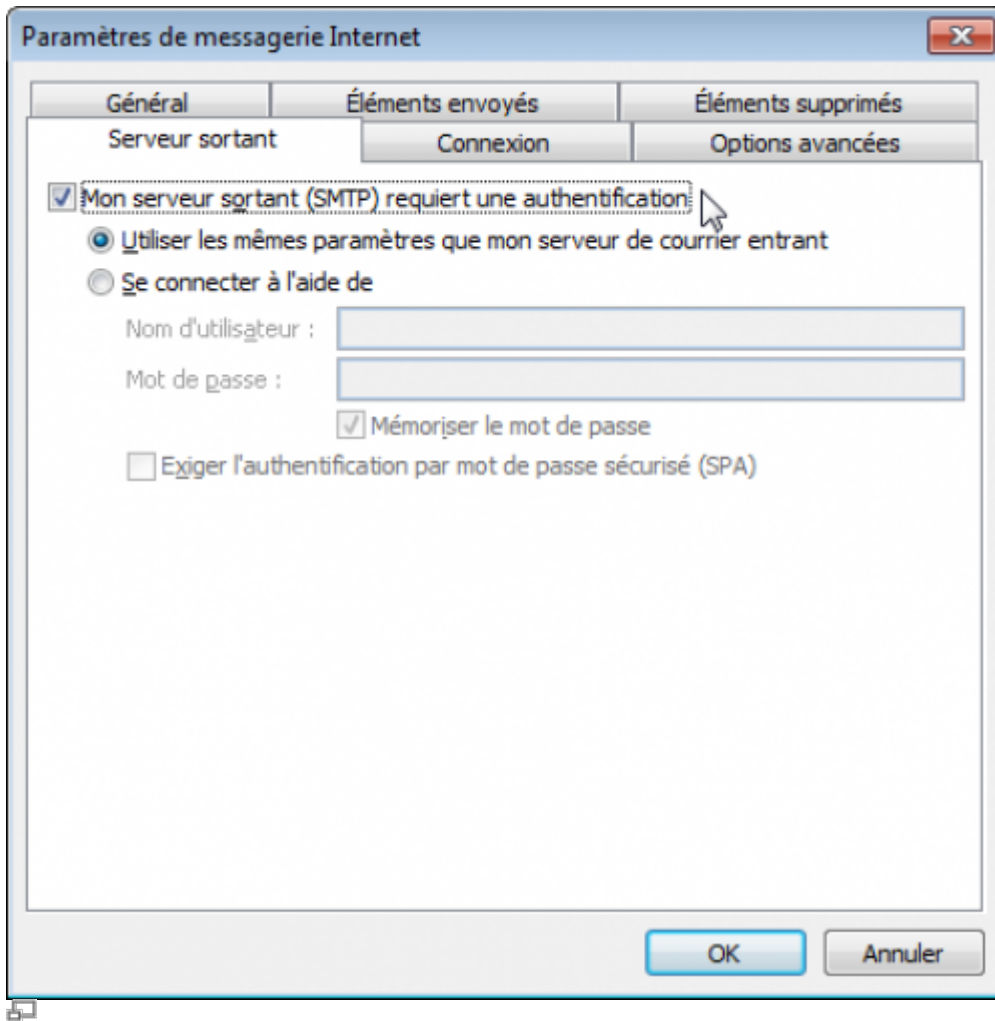 Paramètres de messagerie Internet
Général
Éléments envoyés
Éléments supprimés
Serveur sortant
Connexion
Options avancées
Mon serveur sortant (SMTP) requiert une authentification
Utiliser les mêmes paramètres que mon serveur de courrier entrant
Se connecter à l'aide de
Nom d'utilisateur :
Mot de passe :
Mémoriser le mot de passe
Exiger l'authentification par mot de passe sécurisé (SPA)
OK
Annuler